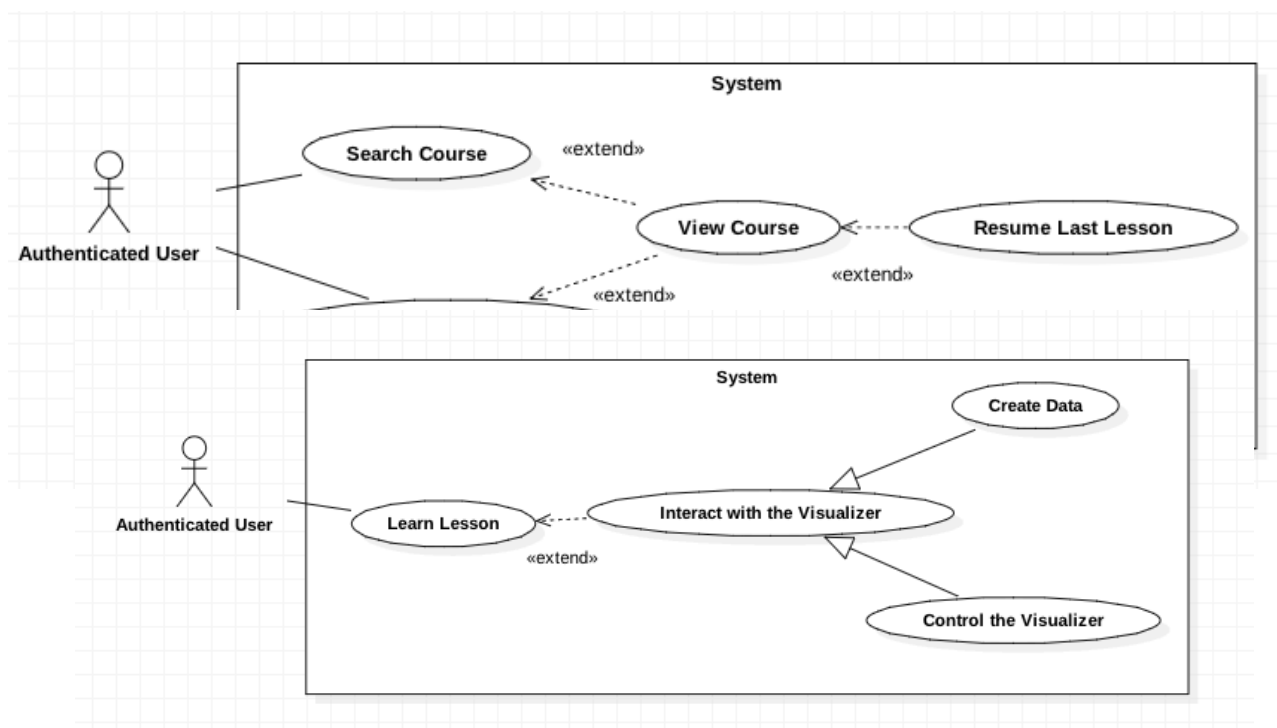 System
Search Course
«extend»
View Course
Resume Last Lesson
Authenticated User
«extend»
«extend»
System
Create Data
Interact with the Visualizer
Authenticated User
Learn Lesson
«extend»
Control the Visualizer